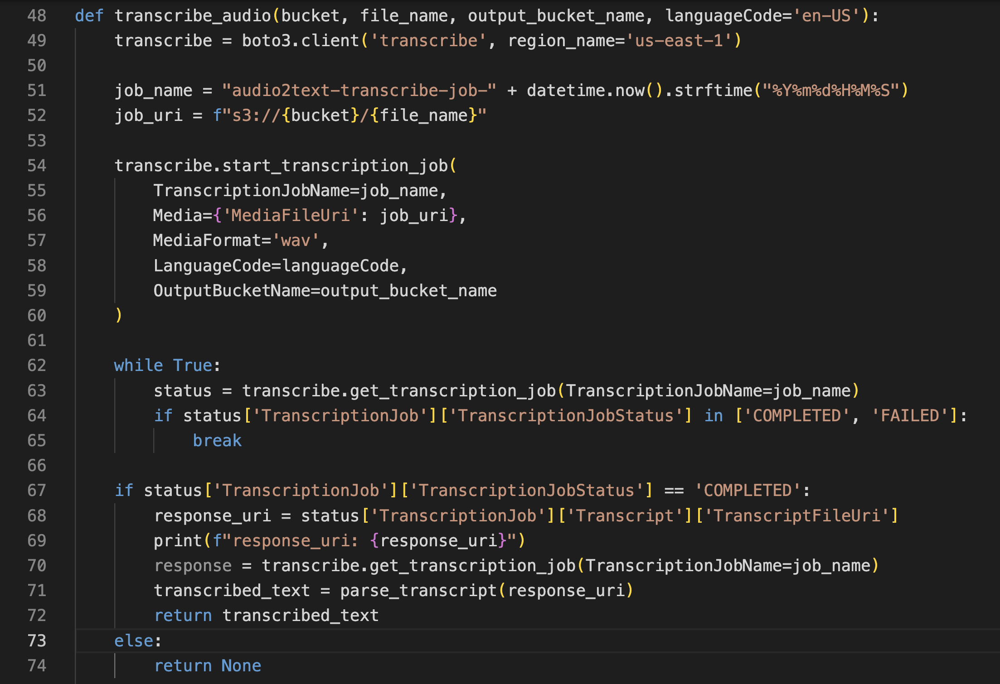 48 def transcribe_audio(bucket, file_name, output_bucket_name, languageCode='en-US'):
49     transcribe = boto3.client('transcribe', region_name='us-east-1')
50
51     job_name = "audio2text-transcribe-job-" + datetime.now().strftime("%Y%m%d%H%M%S")
52     job_uri = f"s3://{bucket}/{file_name}"
53
54     transcribe.start_transcription_job(
55         TranscriptionJobName=job_name,
56         Media={'MediaFileUri': job_uri},
57         MediaFormat='wav',
58         LanguageCode=languageCode,
59         OutputBucketName=output_bucket_name
60     )
61
62     while True:
63         status = transcribe.get_transcription_job(TranscriptionJobName=job_name)
64         if status['TranscriptionJob']['TranscriptionJobStatus'] in ['COMPLETED', 'FAILED']:
65             break
66
67     if status['TranscriptionJob']['TranscriptionJobStatus'] == 'COMPLETED':
68         response_uri = status['TranscriptionJob']['Transcript']['TranscriptFileUri']
69         print(f"response_uri: {response_uri}")
70         response = transcribe.get_transcription_job(TranscriptionJobName=job_name)
71         transcribed_text = parse_transcript(response_uri)
72         return transcribed_text
73     else:
74         return None